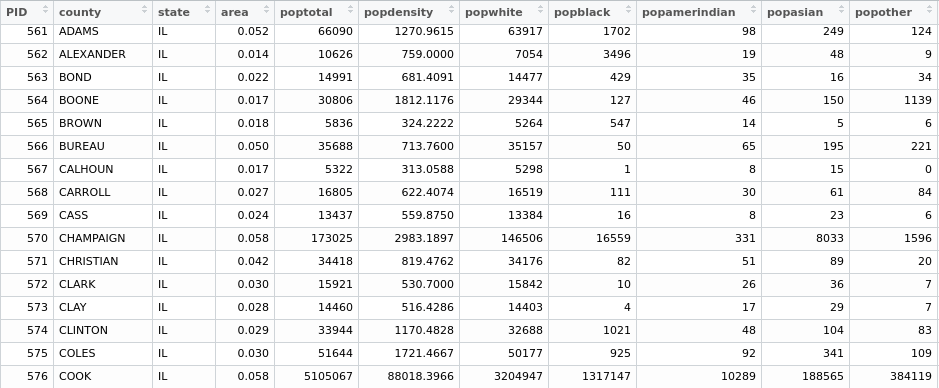 PID county state area poptotal popdensity popwhite popblack popamerindian popasian popother
561 ADAMS IL 0.052 66090 1270.9615 63917 1702 98 249 124
562 ALEXANDER IL 0.014 10626 759.0000 7054 3496 19 48 9
563 BOND IL 0.022 14991 681.4091 14477 429 35 16 34
564 BOONE IL 0.017 30806 1812.1176 29344 127 46 150 1139
565 BROWN IL 0.018 5836 324.2222 5264 547 14 5 6
566 BUREAU IL 0.050 35688 713.7600 35157 50 65 195 221
567 CALHOUN IL 0.017 5322 313.0588 5298 1 8 15 0
568 CARROLL IL 0.027 16805 622.4074 16519 111 30 61 84
569 CASS IL 0.024 13437 559.8750 13384 16 8 23 6
570 CHAMPAIGN IL 0.058 173025 2983.1897 146506 16559 331 8033 1596
571 CHRISTIAN IL 0.042 34418 819.4762 34176 82 51 89 20
572 CLARK IL 0.030 15921 530.7000 15842 10 26 36 7
573 CLAY IL 0.028 14460 516.4286 14403 4 17 29 7
574 CLINTON IL 0.029 33944 1170.4828 32688 1021 48 104 83
575 COLES IL 0.030 51644 1721.4667 50177 925 92 341 109
576 COOK IL 0.058 5105067 88018.3966 3204947 1317147 10289 188565 384119